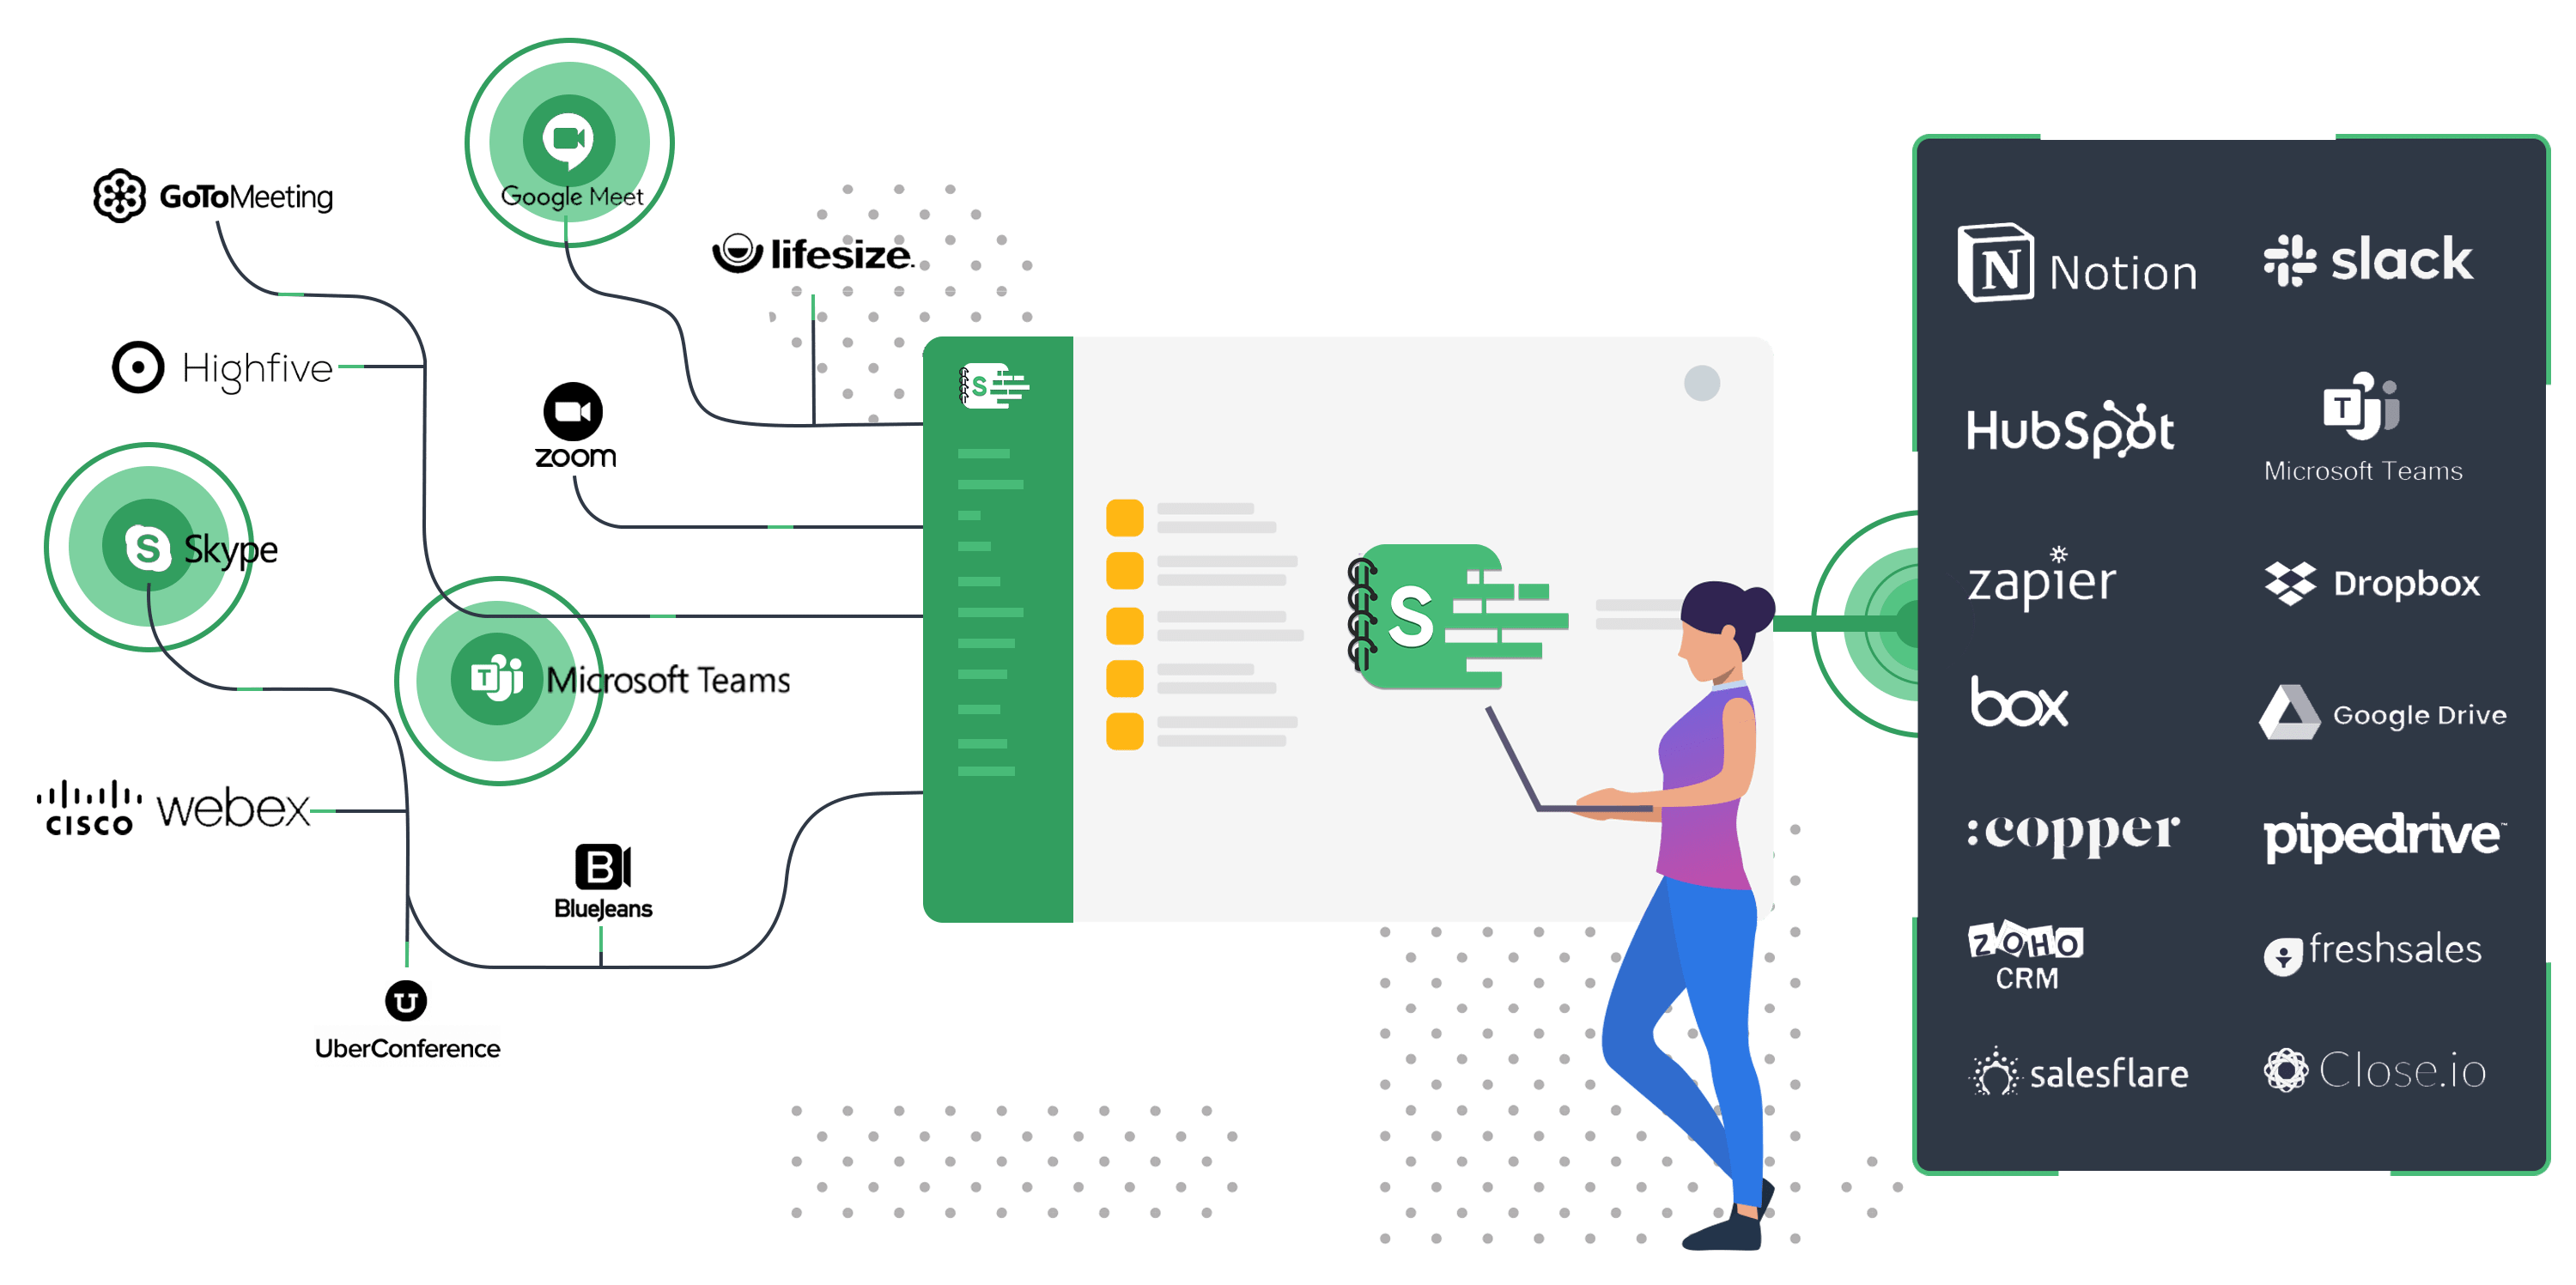 GoToMeeting
Google Meet
lifesize.
Highfive
zoom
S
Skype
T
Microsoft Teams
CISCO webex
B
BlueJeans
U
UberConference
S
S
N Notion
slack
HubSpot
T
Microsoft Teams
zapier
Dropbox
box
Google Drive
:copper
pipedrive™
ZOHO
CRM
freshsales
salesflare
Close.io